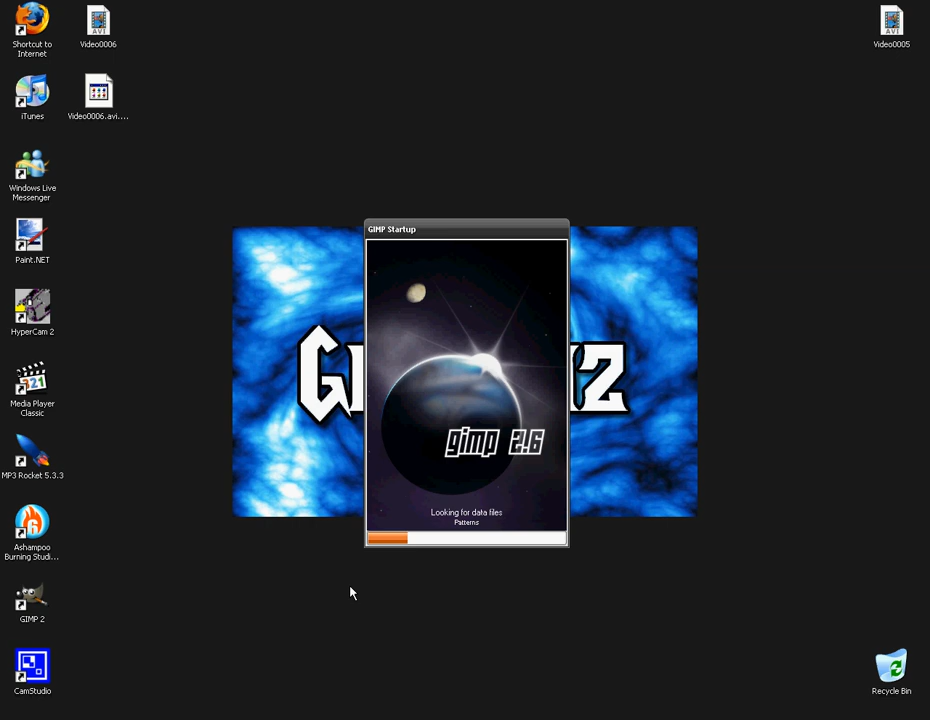 Shortcut to
Internet
Video0006
Video0005
iTunes
Video0006.avi....
Windows Live
Messenger
Paint.NET
HyperCam 2
Media Player
Classic
MP3 Rocket 5.3.3
Ashampoo
Burning Studi...
GIMP 2
CamStudio
GIMP Startup
gimp 2.6
Looking for data files
Patterns
Recycle Bin